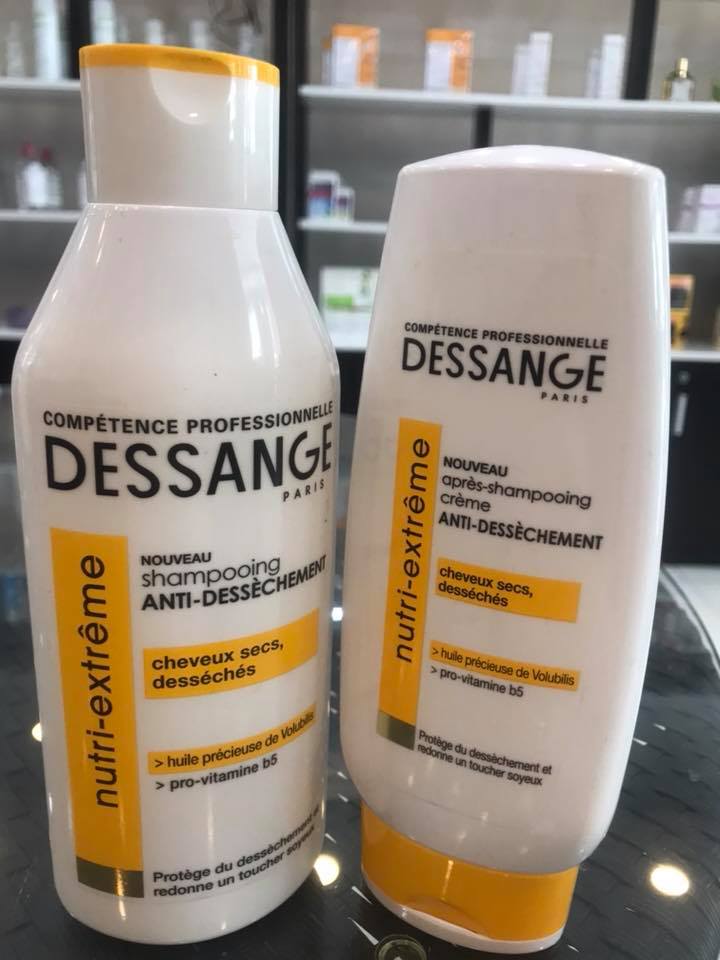 COMPÉTENCE PROFESSIONNELLE
DESSANGE
PARIS
nutri-extrême
NOUVEAU
shampooing
ANTI-DESSÈCHEMENT
cheveux secs,
desséchés
> huile précieuse de Volubilis
> pro-vitamine b5
Protège du dessèchement et
redonne un toucher soyeux
COMPÉTENCE PROFESSIONNELLE
DESSANGE
PARIS
nutri-extrême
NOUVEAU
après-shampooing
crème
ANTI-DESSÈCHEMENT
cheveux secs,
desséchés
> huile précieuse de Volubilis
> pro-vitamine b5
Protège du dessèchement et
redonne un toucher soyeux